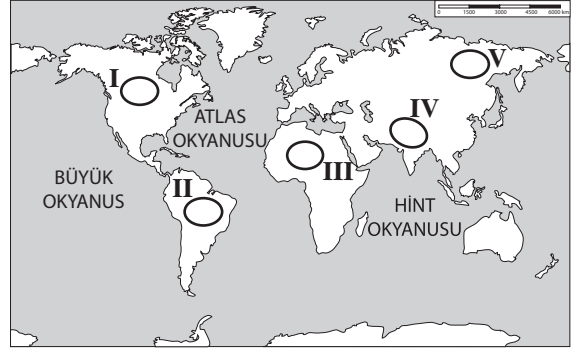 0 1500 3000 4500 6000 km
V
I
IV
ATLAS
OKYANUSU
III
BÜYÜK
OKYANUS
II
HİNT
OKYANUSU